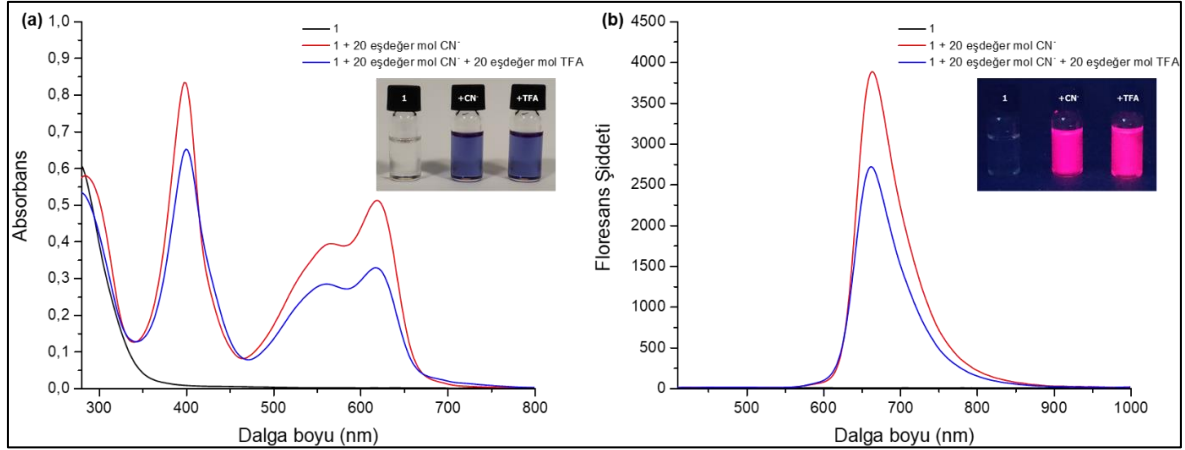 (a)
1
1 + 20 eşdeğer mol CN⁻
1 + 20 eşdeğer mol CN⁻ + 20 eşdeğer mol TFA
1 +CN⁻ +TFA
Absorbans
1,0
0,9
0,8
0,7
0,6
0,5
0,4
0,3
0,2
0,1
0,0
300 400 500 600 700 800
Dalga boyu (nm)
(b)
1
1 + 20 eşdeğer mol CN⁻
1 + 20 eşdeğer mol CN⁻ + 20 eşdeğer mol TFA
1 +CN⁻ +TFA
Floresans Şiddeti
4500
4000
3500
3000
2500
2000
1500
1000
500
0
500 600 700 800 900 1000
Dalga boyu (nm)